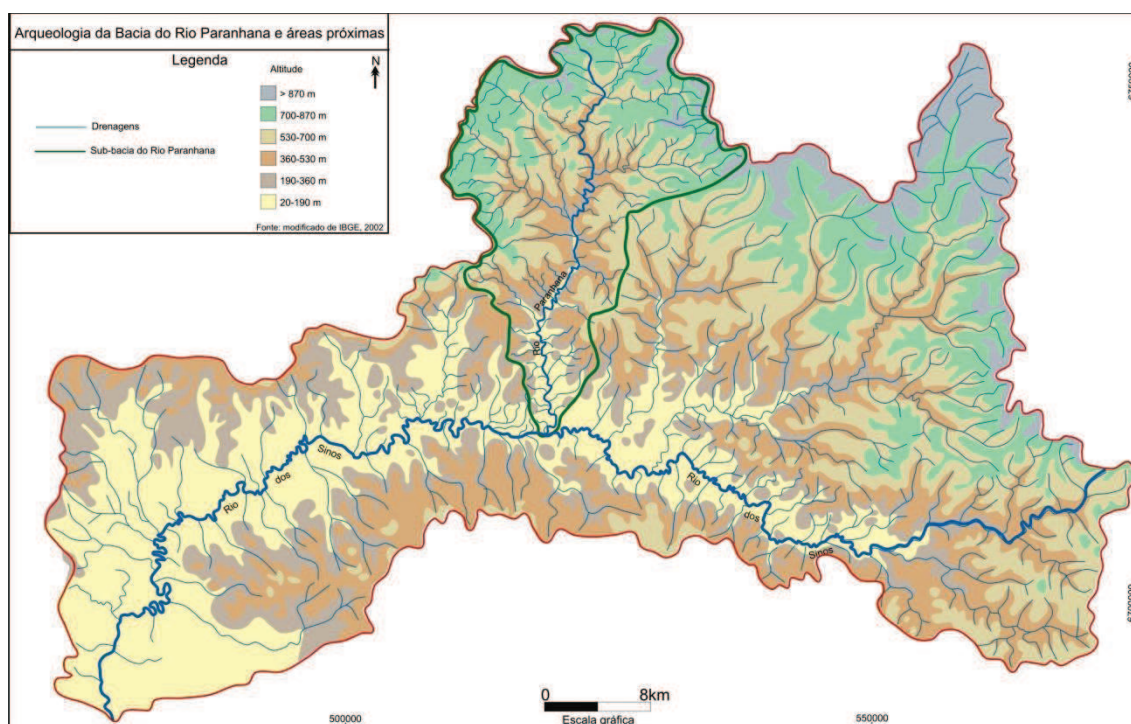 Arqueologia da Bacia do Rio Paranhana e áreas próximas
Legenda
Altitude
N
> 870 m
700-870 m
530-700 m
360-530 m
190-360 m
20-190 m
Drenagens
Sub-bacia do Rio Paranhana
Fonte: modificado de IBGE, 2002
6750000
Rio
Paranhana
Rio
dos
Sinos
Rio
dos
Sinos
6700000
0
8km
Escala gráfica
500000
550000